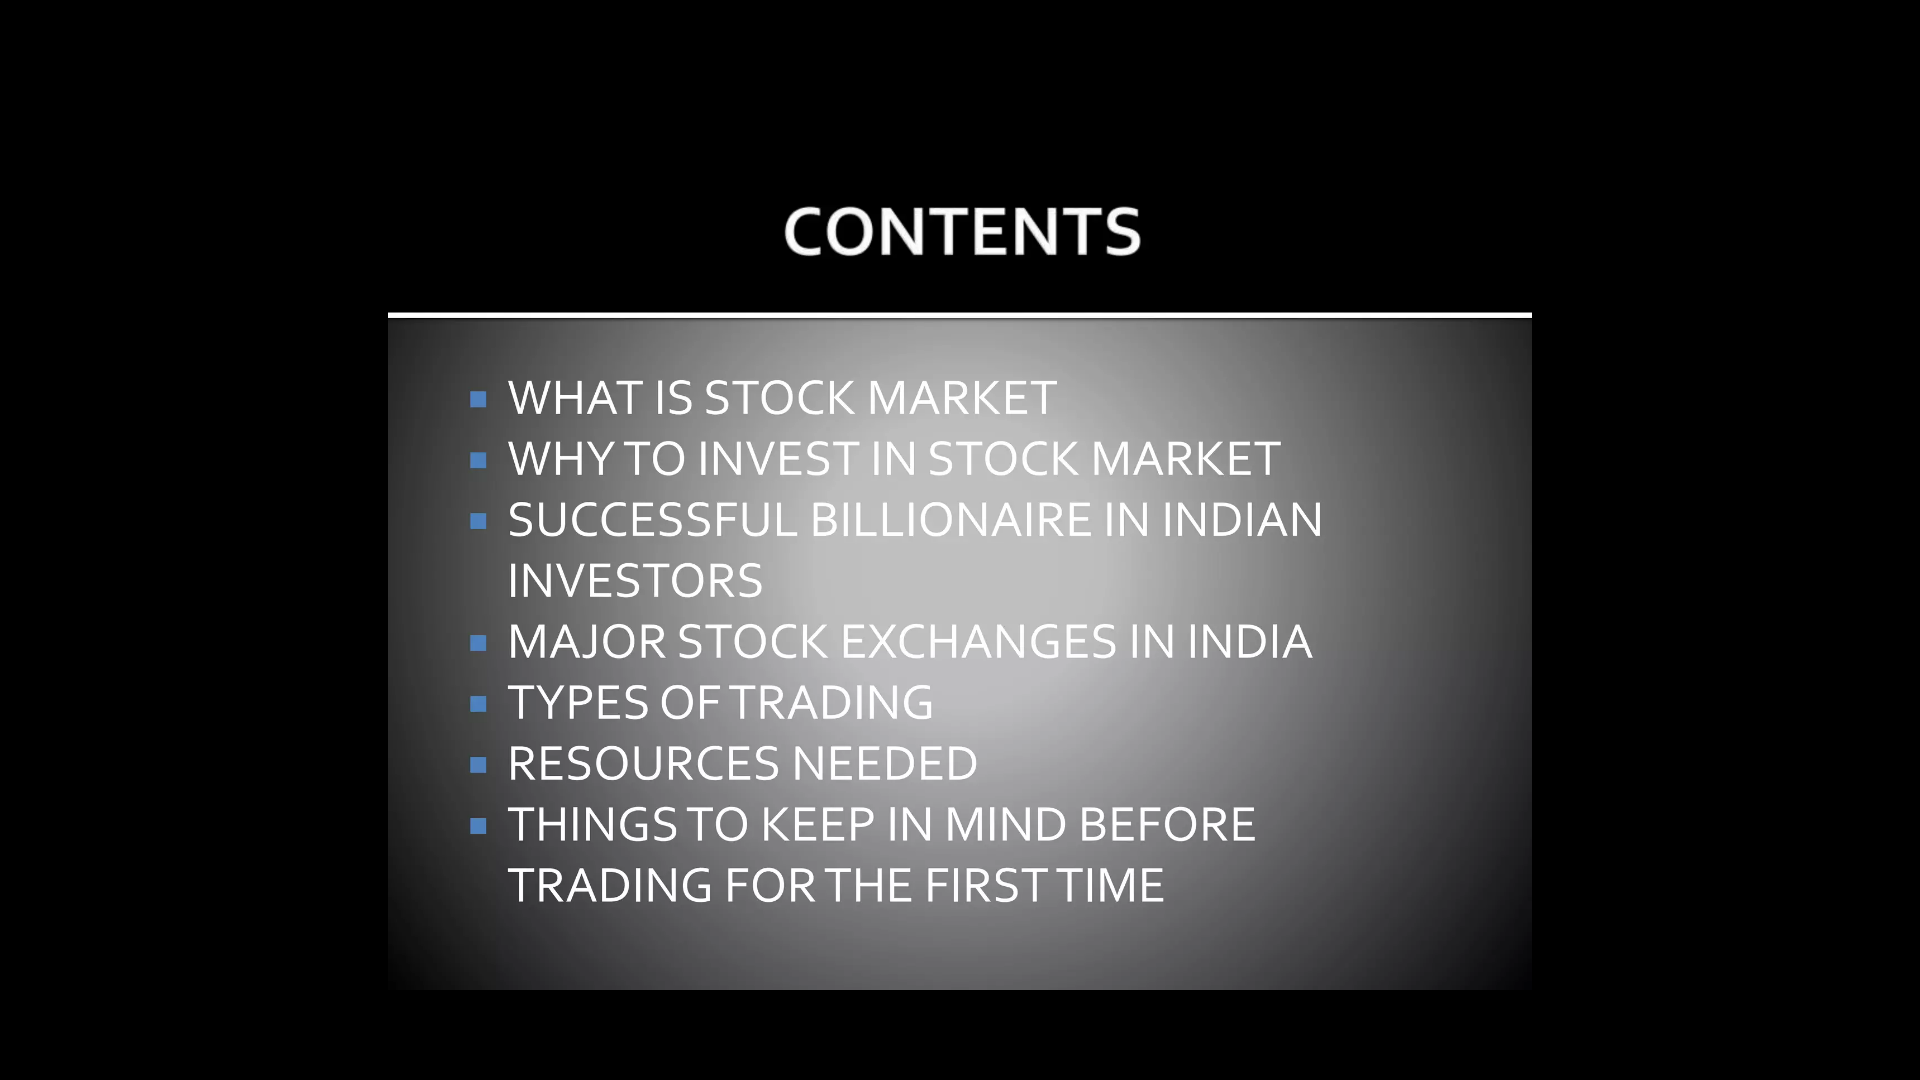 CONTENTS
WHAT IS STOCK MARKET
WHY TO INVEST IN STOCK MARKET
SUCCESSFUL BILLIONAIRE IN INDIAN
INVESTORS
MAJOR STOCK EXCHANGES IN INDIA
TYPES OF TRADING
RESOURCES NEEDED
THINGS TO KEEP IN MIND BEFORE
TRADING FOR THE FIRST TIME